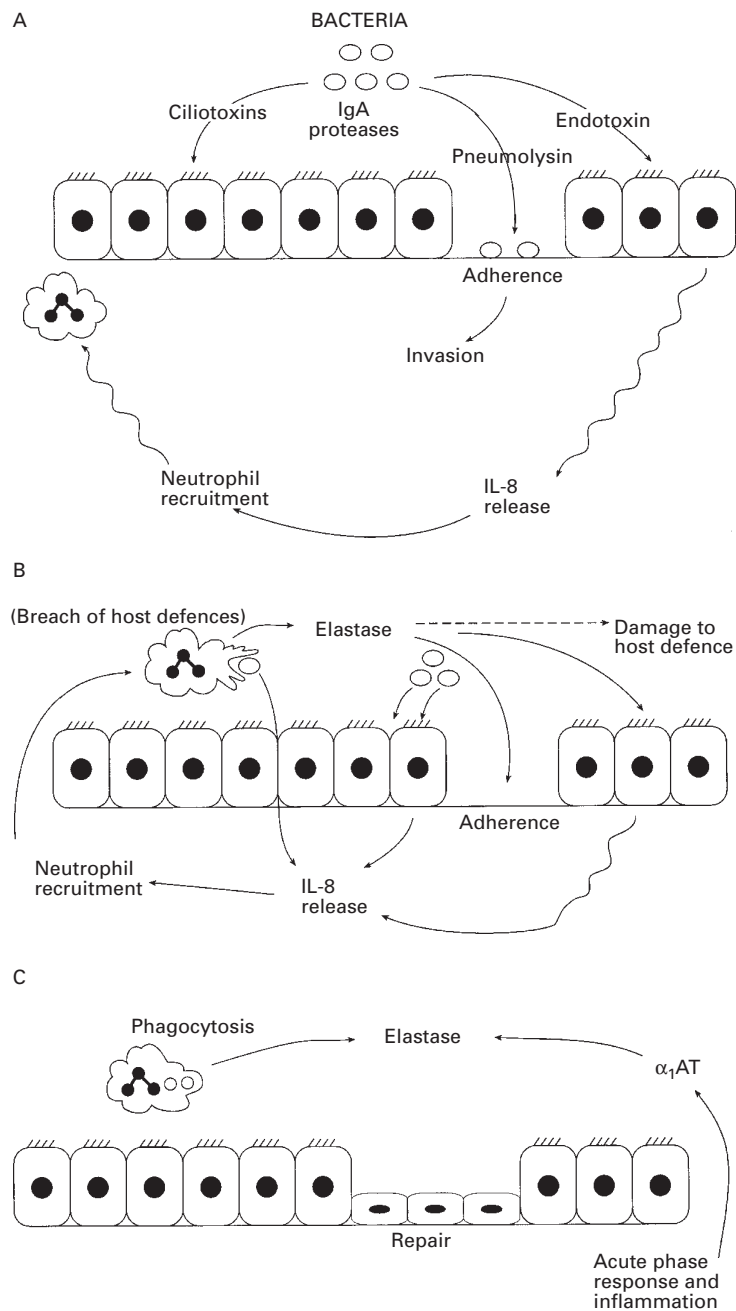 A
BACTERIA
Ciliotoxins
IgA
proteases
Endotoxin
Pneumolysin
Adherence
Invasion
Neutrophil
recruitment
IL-8
release
B
(Breach of host defences)
Elastase
Damage to
host defence
Adherence
Neutrophil
recruitment
IL-8
release
C
Phagocytosis
Elastase
α₁AT
Repair
Acute phase
response and
inflammation